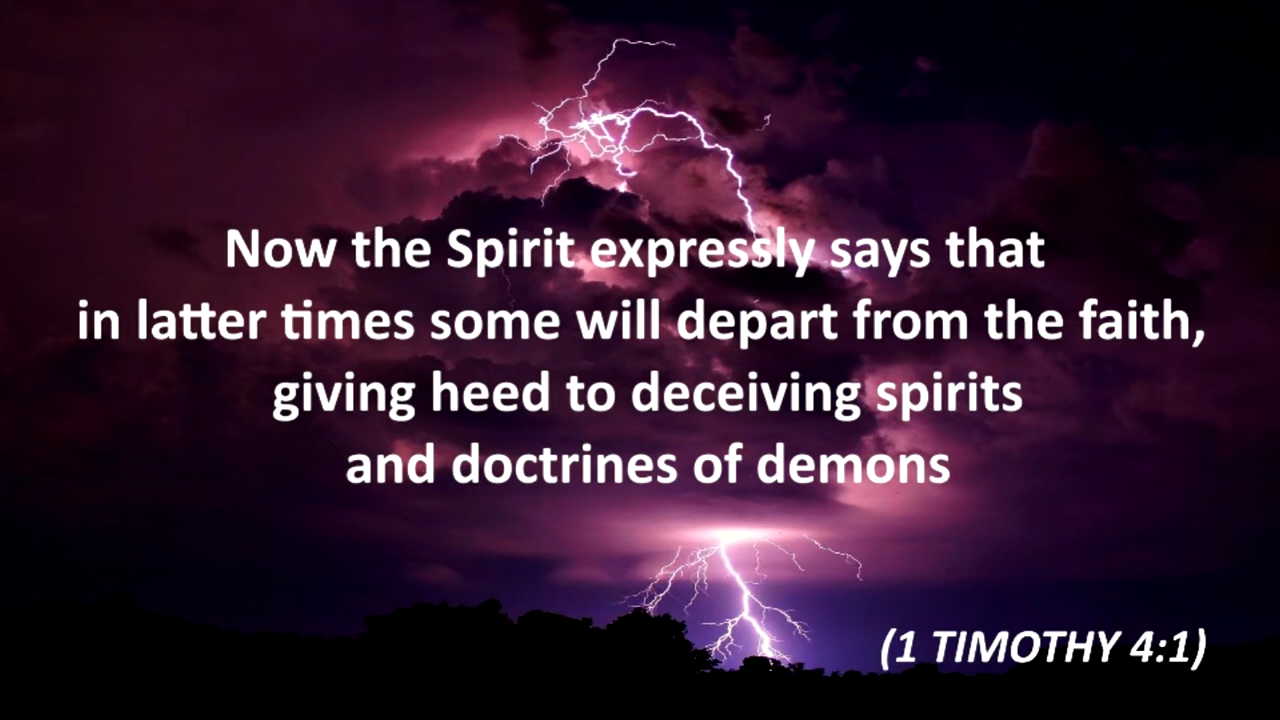 Now the Spirit expressly says that
in latter times some will depart from the faith,
giving heed to deceiving spirits
and doctrines of demons
(1 TIMOTHY 4:1)